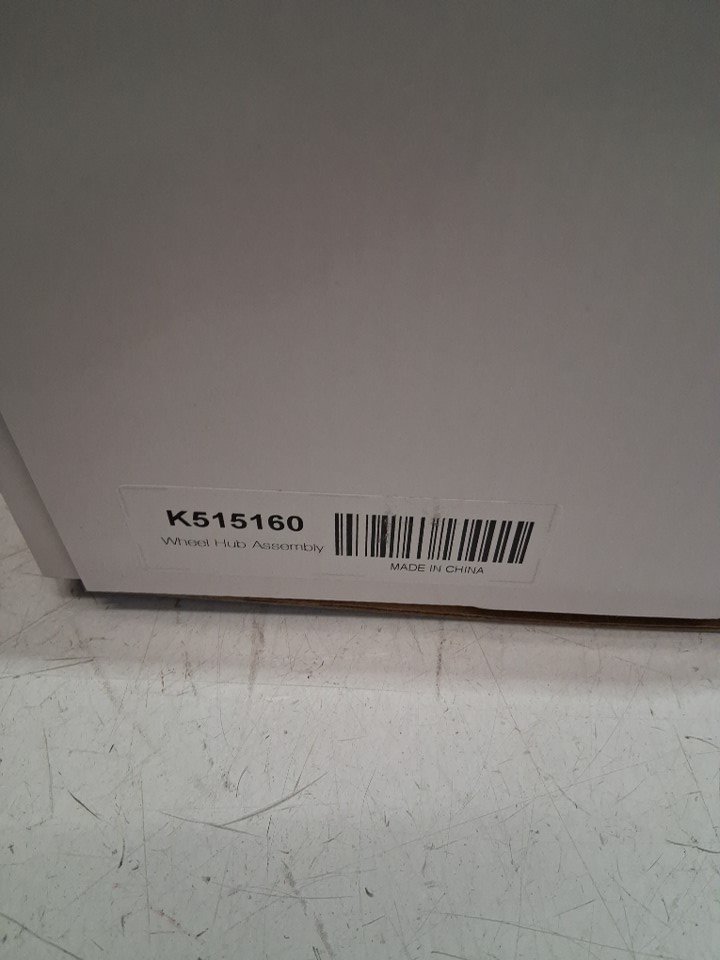 K515160
Wheel Hub Assembly
MADE IN CHINA